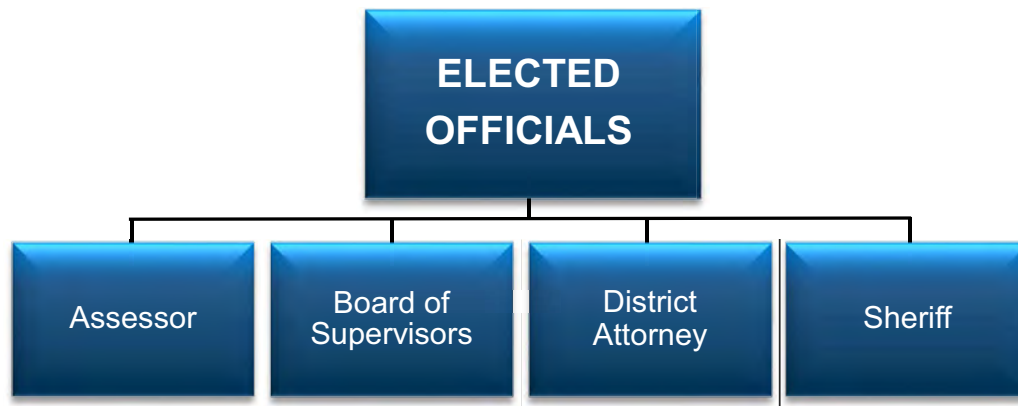 ELECTED
OFFICIALS
Assessor
Board of
Supervisors
District
Attorney
Sheriff